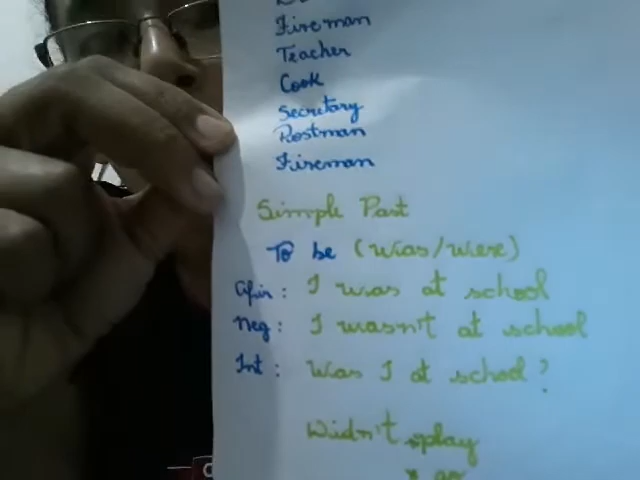 Fireman
Teacher
Cook
Secretary
Postman
Fireman
Simple Past
To be (was/were)
Afir: I was at school
Neg: I wasn't at school
Int: Was I at school?
Didn't play